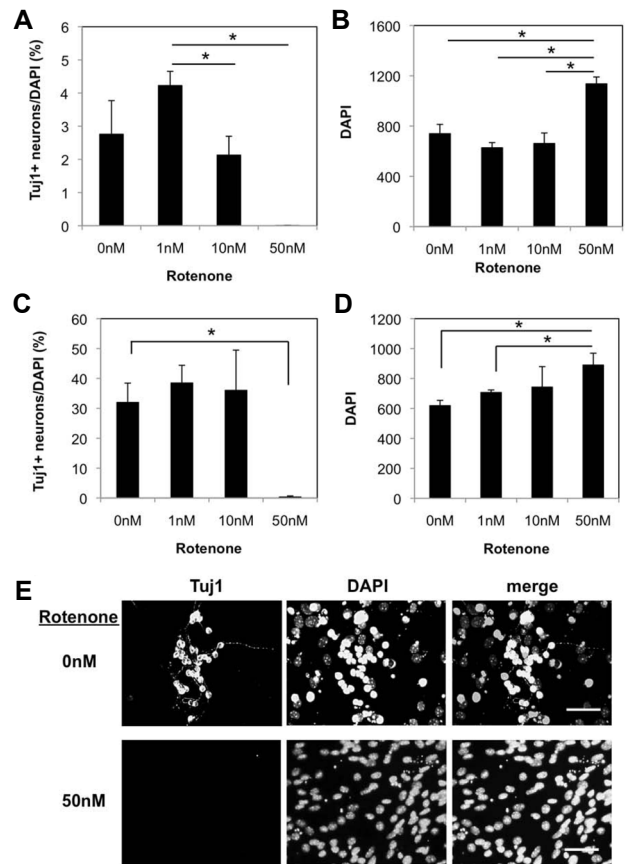 A
Tuj1+ neurons/DAPI (%)
6
5
4
3
2
1
0
*
*
0nM 1nM 10nM 50nM
Rotenone
B
DAPI
1600
1200
800
400
0
*
*
*
0nM 1nM 10nM 50nM
Rotenone
C
Tuj1+ neurons/DAPI (%)
60
50
40
30
20
10
0
*
0nM 1nM 10nM 50nM
Rotenone
D
DAPI
1200
1000
800
600
400
200
0
*
*
0nM 1nM 10nM 50nM
Rotenone
E
Tuj1 DAPI merge
Rotenone
0nM
50nM